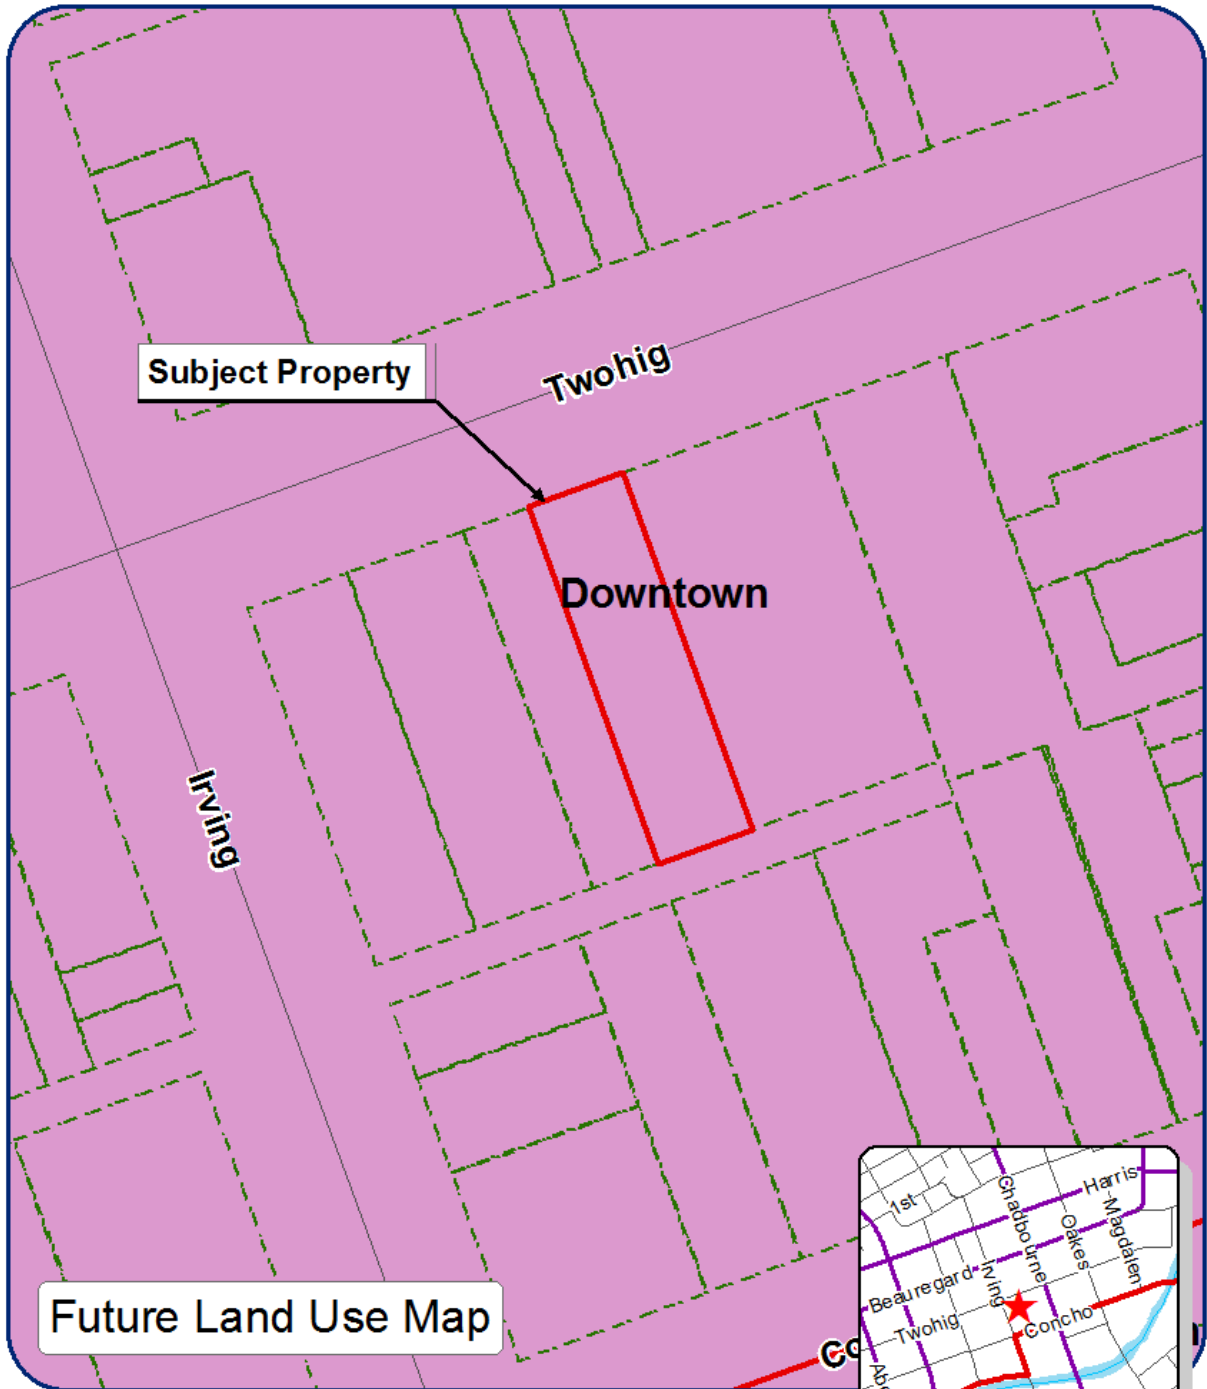 Twohig
Subject Property
Downtown
Irving
Harris
1st
Chadbourne
Oakes
Magdalen
Irving
Beauregard
Twohig
Concho
Future Land Use Map